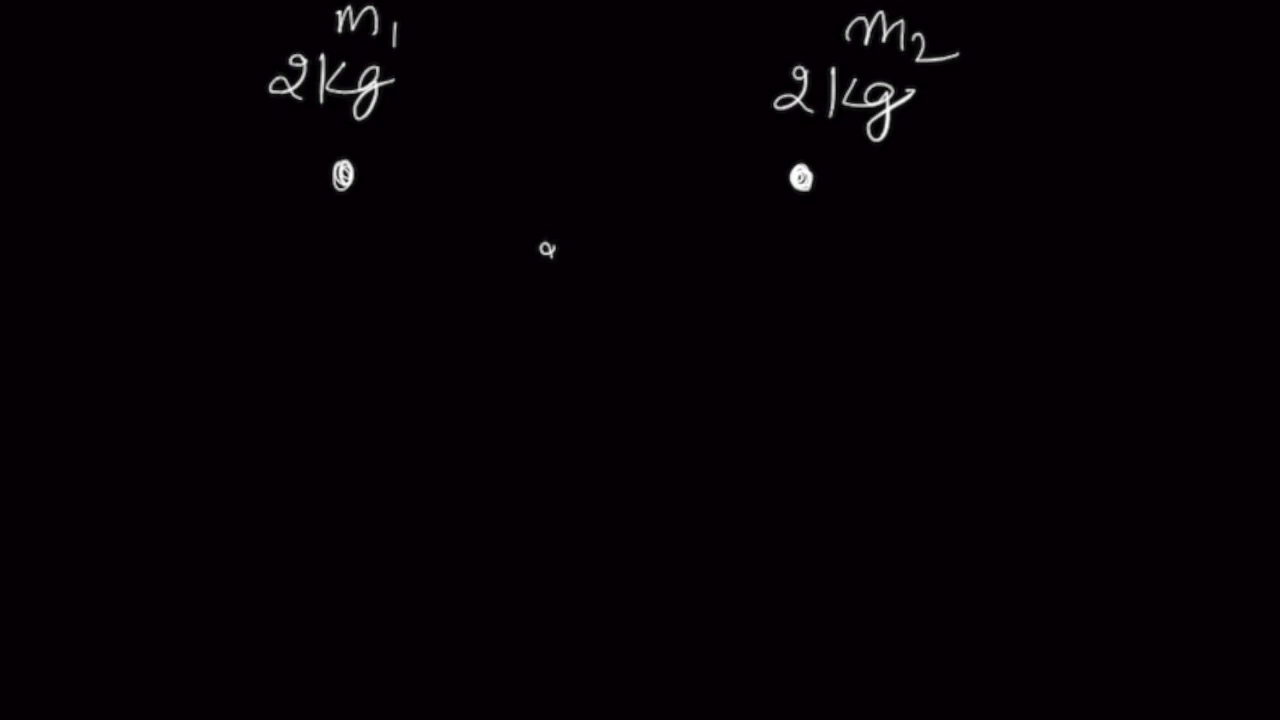 m₁ m₂
2kg 2kg